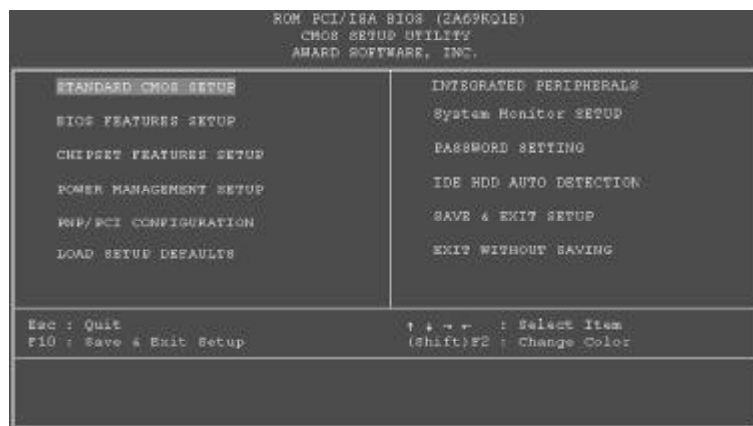 ROM PCI/ISA BIOS (2A69KQ1E)
CMOS SETUP UTILITY
AWARD SOFTWARE, INC.
STANDARD CMOS SETUP
BIOS FEATURES SETUP
CHIPSET FEATURES SETUP
POWER MANAGEMENT SETUP
PNP/PCI CONFIGURATION
LOAD SETUP DEFAULTS
INTEGRATED PERIPHERALS
System Monitor SETUP
PASSWORD SETTING
IDE HDD AUTO DETECTION
SAVE & EXIT SETUP
EXIT WITHOUT SAVING
Esc : Quit
F10 : Save & Exit Setup
↑ ↓ → ← : Select Item
(Shift)F2 : Change Color